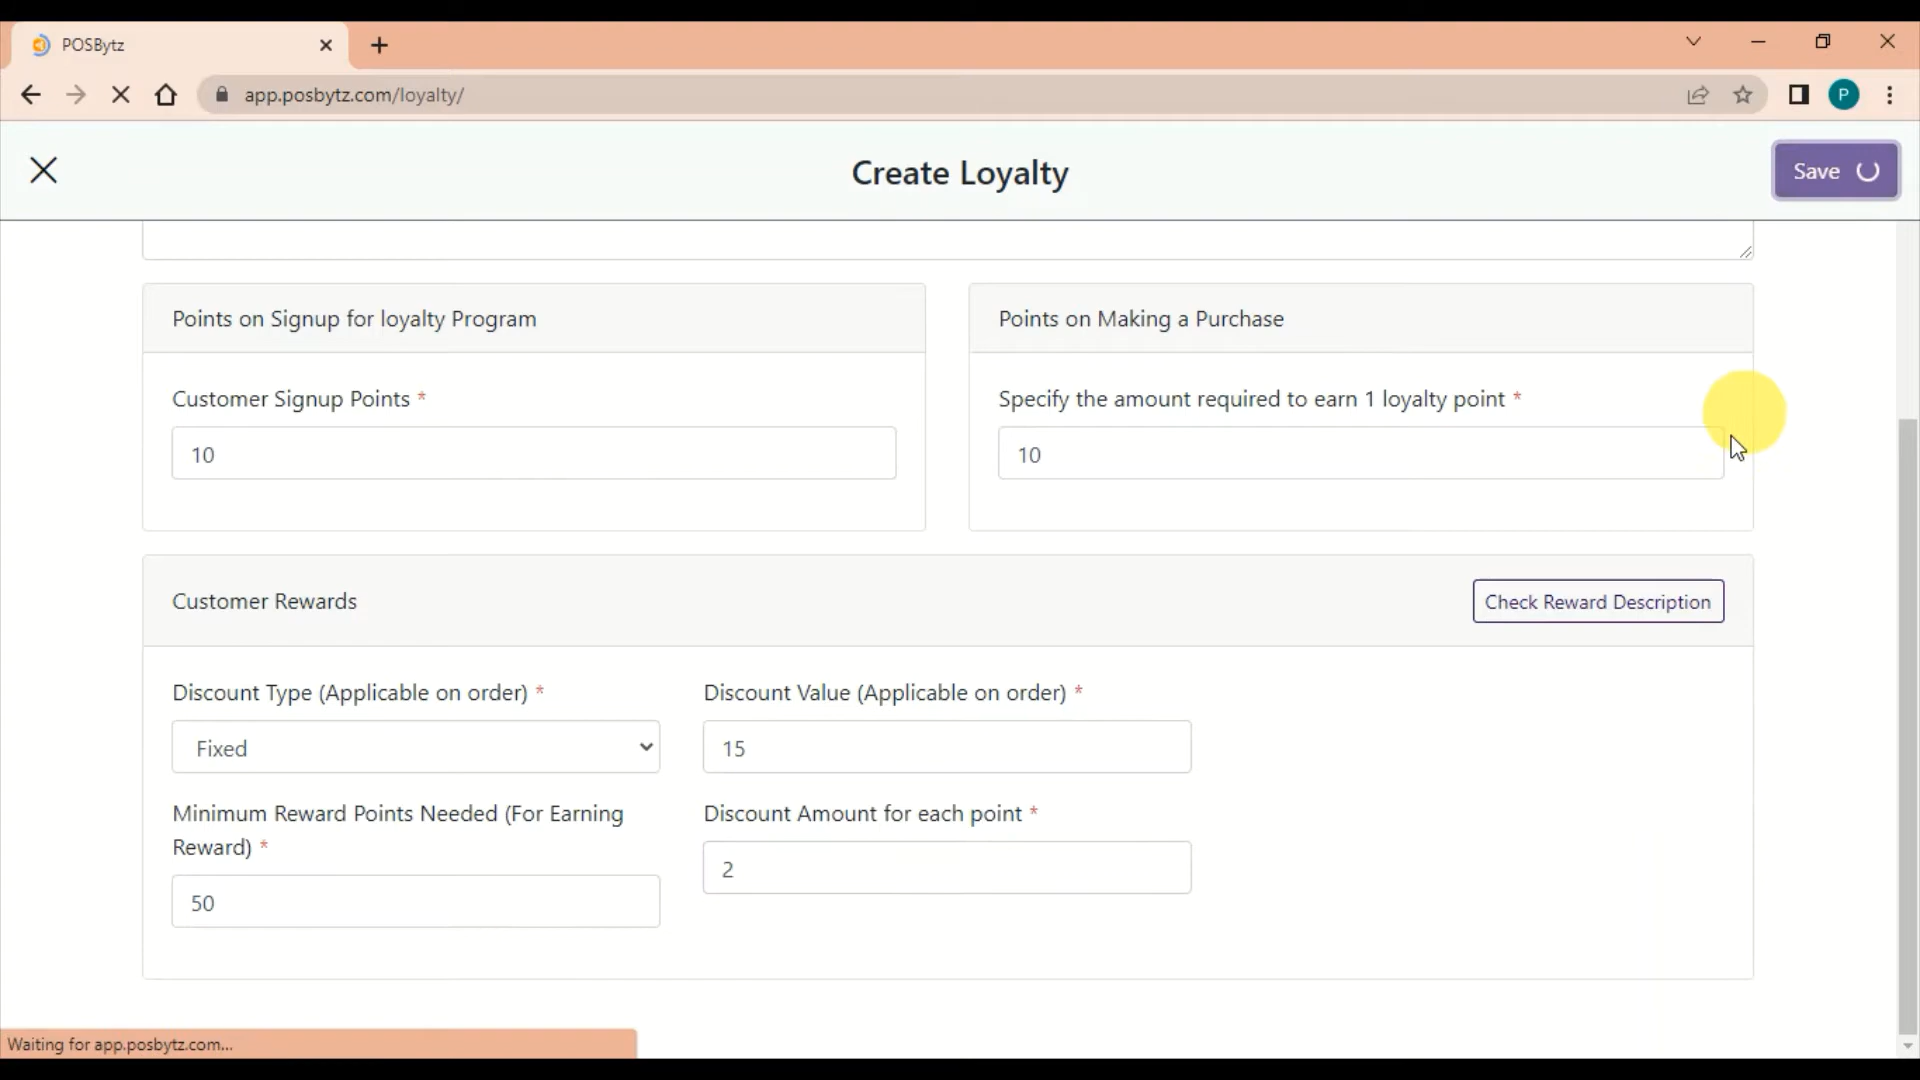 POSBytz
app.posbytz.com/loyalty/
P
Create Loyalty
Save
Points on Signup for loyalty Program
Points on Making a Purchase
Customer Signup Points *
Specify the amount required to earn 1 loyalty point *
10
10
Customer Rewards
Check Reward Description
Discount Type (Applicable on order) *
Discount Value (Applicable on order) *
Fixed
15
Minimum Reward Points Needed (For Earning
Reward) *
Discount Amount for each point *
2
50
Waiting for app.posbytz.com...